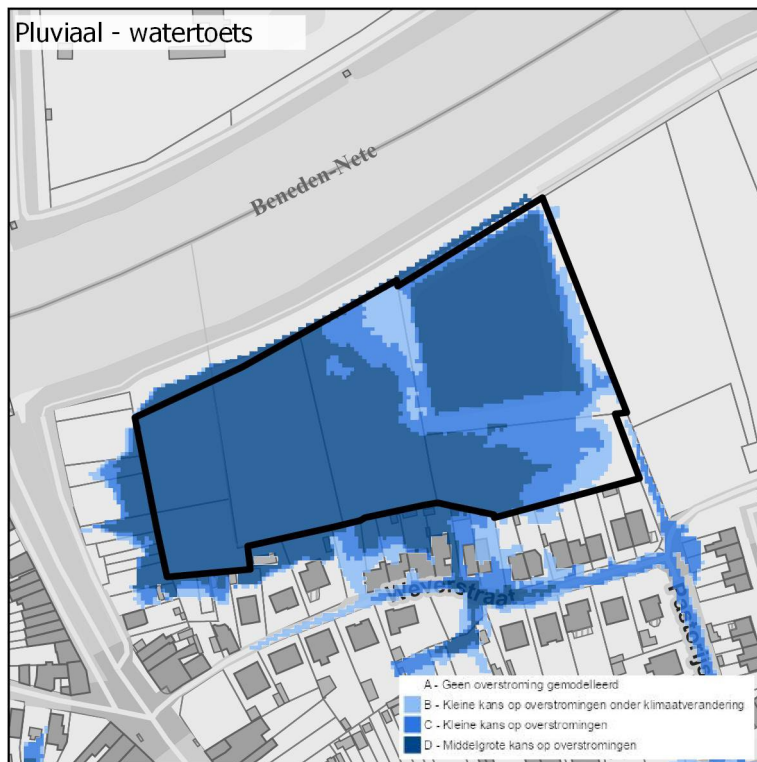 Pluviaal - watertoets
Beneden-Nete
A - Geen overstroming gemodelleerd
B - Kleine kans op overstromingen onder klimaatverandering
C - Kleine kans op overstromingen
D - Middelgrote kans op overstromingen